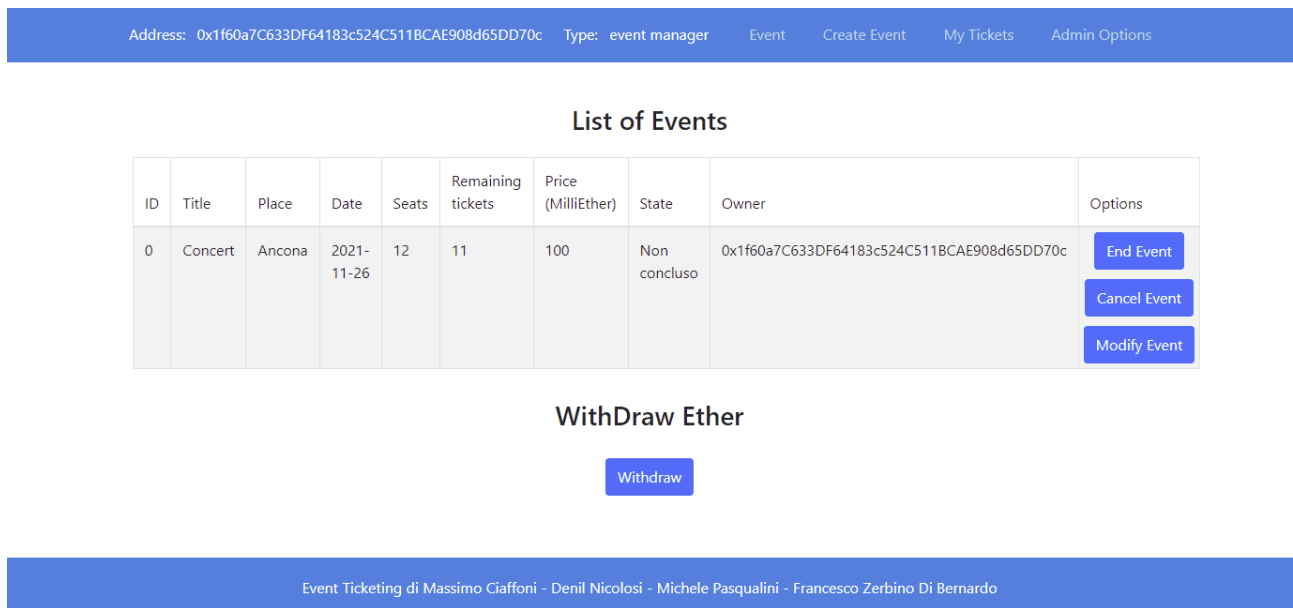 Address: 0x1f60a7C633DF64183c524C511BCAE908d65DD70c Type: event manager Event Create Event My Tickets Admin Options
List of Events
ID Title Place Date Seats Remaining tickets Price (MilliEther) State Owner Options
0 Concert Ancona 2021-11-26 12 11 100 Non concluso 0x1f60a7C633DF64183c524C511BCAE908d65DD70c End Event
Cancel Event
Modify Event
WithDraw Ether
Withdraw
Event Ticketing di Massimo Ciaffoni - Denil Nicolosi - Michele Pasqualini - Francesco Zerbino Di Bernardo